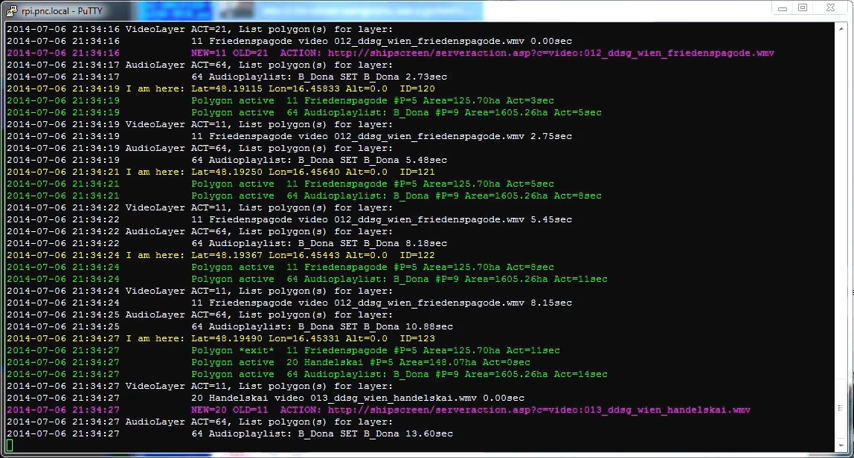 rpi.pnc.local - PuTTY
2014-07-06 21:34:16 VideoLayer ACT=21, List polygon(s) for layer:
2014-07-06 21:34:16 11 Friedenspagode video 012_ddsg_wien_friedenspagode.wmv 0.00sec
2014-07-06 21:34:16 NEW=11 OLD=21 ACTION: http://shipscreen/serveraction.asp?c=video:012_ddsg_wien_friedenspagode.wmv
2014-07-06 21:34:16 AudioLayer ACT=64, List polygon(s) for layer:
2014-07-06 21:34:16 64 Audioplaylist: B_Dona SET B_Dona 2.73sec
2014-07-06 21:34:19 I am here: Lat=48.19115 Lon=16.45833 Alt=0.0 ID=120
2014-07-06 21:34:19 Polygon active 11 Friedenspagode #P=5 Area=125.70ha Act=3sec
2014-07-06 21:34:19 Polygon active 64 Audioplaylist: B_Dona #P=9 Area=1605.26ha Act=5sec
2014-07-06 21:34:19 VideoLayer ACT=11, List polygon(s) for layer:
2014-07-06 21:34:19 11 Friedenspagode video 012_ddsg_wien_friedenspagode.wmv 2.75sec
2014-07-06 21:34:19 AudioLayer ACT=64, List polygon(s) for layer:
2014-07-06 21:34:19 64 Audioplaylist: B_Dona SET B_Dona 5.48sec
2014-07-06 21:34:21 I am here: Lat=48.19250 Lon=16.45640 Alt=0.0 ID=121
2014-07-06 21:34:21 Polygon active 11 Friedenspagode #P=5 Area=125.70ha Act=5sec
2014-07-06 21:34:21 Polygon active 64 Audioplaylist: B_Dona #P=9 Area=1605.26ha Act=8sec
2014-07-06 21:34:22 VideoLayer ACT=11, List polygon(s) for layer:
2014-07-06 21:34:22 11 Friedenspagode video 012_ddsg_wien_friedenspagode.wmv 5.45sec
2014-07-06 21:34:22 AudioLayer ACT=64, List polygon(s) for layer:
2014-07-06 21:34:22 64 Audioplaylist: B_Dona SET B_Dona 8.18sec
2014-07-06 21:34:24 I am here: Lat=48.19367 Lon=16.45443 Alt=0.0 ID=122
2014-07-06 21:34:24 Polygon active 11 Friedenspagode #P=5 Area=125.70ha Act=8sec
2014-07-06 21:34:24 Polygon active 64 Audioplaylist: B_Dona #P=9 Area=1605.26ha Act=11sec
2014-07-06 21:34:24 VideoLayer ACT=11, List polygon(s) for layer:
2014-07-06 21:34:24 11 Friedenspagode video 012_ddsg_wien_friedenspagode.wmv 8.15sec
2014-07-06 21:34:25 AudioLayer ACT=64, List polygon(s) for layer:
2014-07-06 21:34:25 64 Audioplaylist: B_Dona SET B_Dona 10.88sec
2014-07-06 21:34:27 I am here: Lat=48.19490 Lon=16.45331 Alt=0.0 ID=123
2014-07-06 21:34:27 Polygon *exit* 11 Friedenspagode #P=5 Area=125.70ha Act=11sec
2014-07-06 21:34:27 Polygon active 20 Handelskai #P=5 Area=148.07ha Act=0sec
2014-07-06 21:34:27 Polygon active 64 Audioplaylist: B_Dona #P=9 Area=1605.26ha Act=14sec
2014-07-06 21:34:27 VideoLayer ACT=11, List polygon(s) for layer:
2014-07-06 21:34:27 20 Handelskai video 013_ddsg_wien_handelskai.wmv 0.00sec
2014-07-06 21:34:27 NEW=20 OLD=11 ACTION: http://shipscreen/serveraction.asp?c=video:013_ddsg_wien_handelskai.wmv
2014-07-06 21:34:27 AudioLayer ACT=64, List polygon(s) for layer:
2014-07-06 21:34:27 64 Audioplaylist: B_Dona SET B_Dona 13.60sec